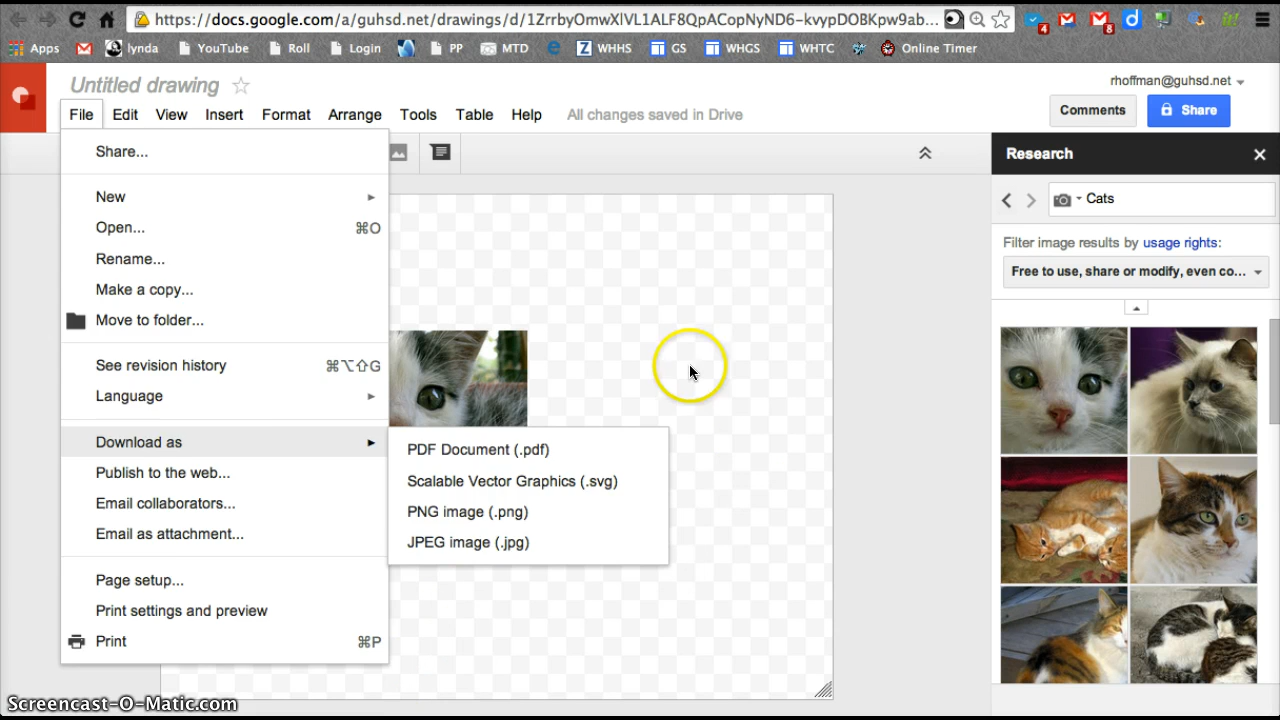 https://docs.google.com/a/guhsd.net/drawings/d/1ZrrbyOmwXlVL1ALF8QpACopNyND6-kvypDOBKpw9ab...
4
8
Apps
lynda
YouTube
Roll
Login
PP
MTD
WHHS
GS
WHGS
WHTC
Online Timer
Untitled drawing
rhoffman@guhsd.net
File Edit View Insert Format Arrange Tools Table Help All changes saved in Drive
Comments
Share
Share...
New
Open... ⌘O
Rename...
Make a copy...
Move to folder...
See revision history ⌘⌥⇧G
Language
Download as
Publish to the web...
Email collaborators...
Email as attachment...
Page setup...
Print settings and preview
Print ⌘P
PDF Document (.pdf)
Scalable Vector Graphics (.svg)
PNG image (.png)
JPEG image (.jpg)
Research
Cats
Filter image results by usage rights:
Free to use, share or modify, even co...
Screencast-O-Matic.com